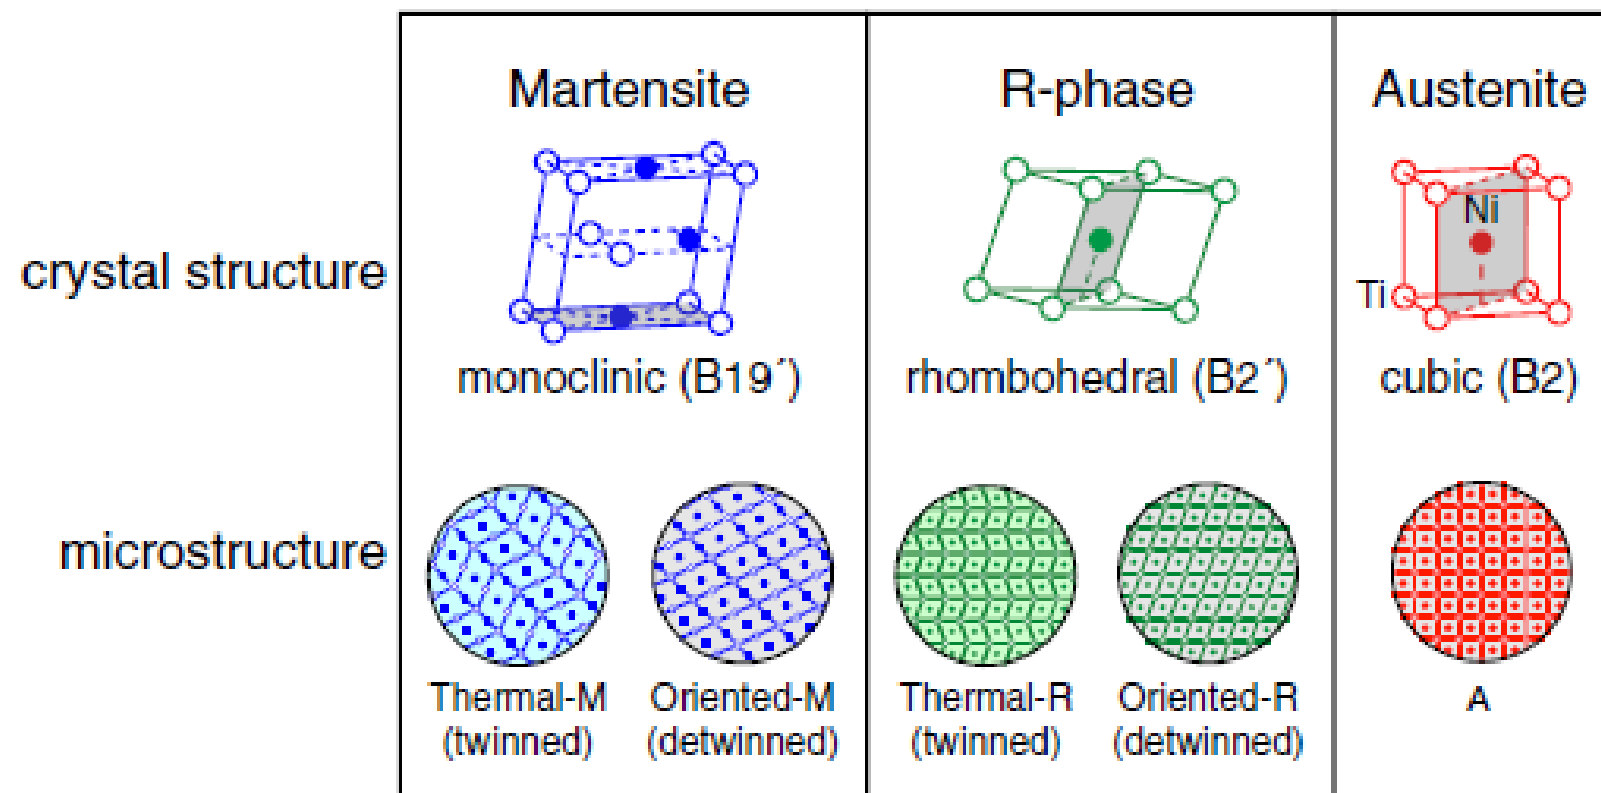 Martensite
R-phase
Austenite
crystal structure
Ni
Ti
monoclinic (B19´)
rhombohedral (B2´)
cubic (B2)
microstructure
Thermal-M
(twinned)
Oriented-M
(detwinned)
Thermal-R
(twinned)
Oriented-R
(detwinned)
A